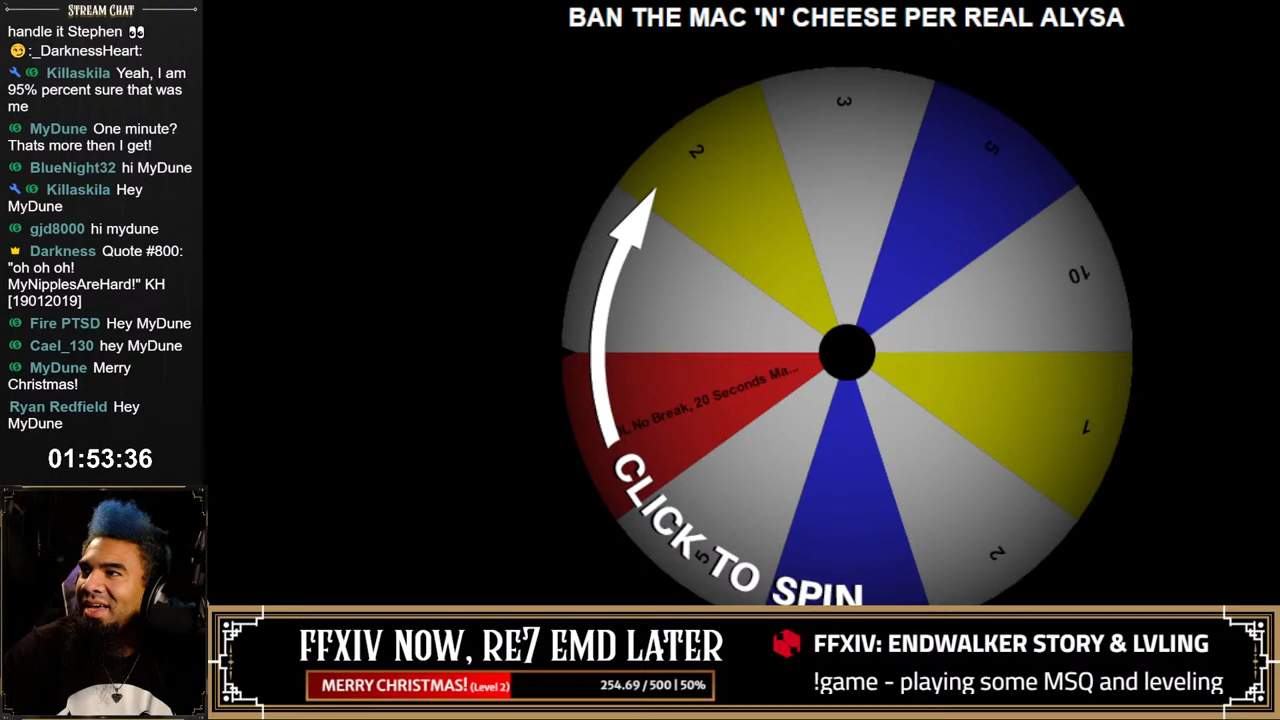 STREAM CHAT
handle it Stephen 👀
😏:_DarknessHeart:
Killaskila Yeah, I am
95% percent sure that was
me
MyDune One minute?
Thats more then I get!
BlueNight32 hi MyDune
Killaskila Hey
MyDune
gjd8000 hi mydune
Darkness Quote #800:
"oh oh oh!
MyNipplesAreHard!" KH
[19012019]
Fire PTSD Hey MyDune
Cael_130 hey MyDune
MyDune Merry
Christmas!
Ryan Redfield Hey
MyDune
01:53:36
BAN THE MAC 'N' CHEESE PER REAL ALYSA
2
3
5
10
7
2
5
No Break, 20 Seconds Ma...
CLICK TO SPIN
FFXIV NOW, RE7 EMD LATER
MERRY CHRISTMAS! (Level 2)
254.69 / 500 | 50%
FFXIV: ENDWALKER STORY & LVLING
!game - playing some MSQ and leveling